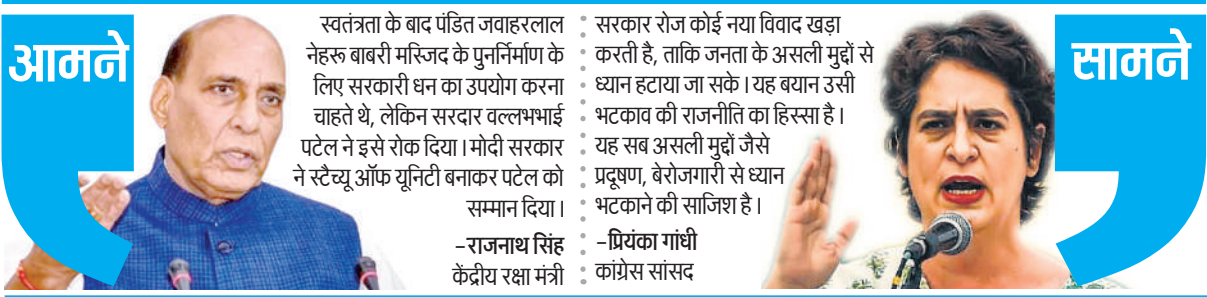 आमने
स्वतंत्रता के बाद पंडित जवाहरलाल
नेहरू बाबरी मस्जिद के पुनर्निर्माण के
लिए सरकारी धन का उपयोग करना
चाहते थे, लेकिन सरदार वल्लभभाई
पटेल ने इसे रोक दिया। मोदी सरकार
ने स्टैच्यू ऑफ यूनिटी बनाकर पटेल को
सम्मान दिया।
-राजनाथ सिंह
केंद्रीय रक्षा मंत्री
सरकार रोज कोई नया विवाद खड़ा
करती है, ताकि जनता के असली मुद्दों से
ध्यान हटाया जा सके। यह बयान उसी
भटकाव की राजनीति का हिस्सा है।
यह सब असली मुद्दों जैसे
प्रदूषण, बेरोजगारी से ध्यान
भटकाने की साजिश है।
-प्रियंका गांधी
कांग्रेस सांसद
सामने